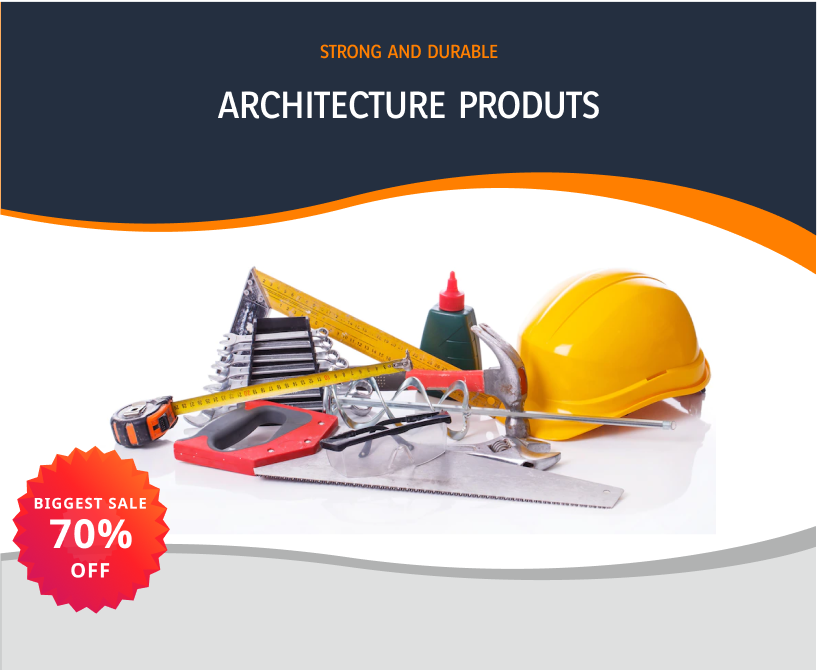 STRONG AND DURABLE
ARCHITECTURE PRODUTS
BIGGEST SALE
70%
OFF